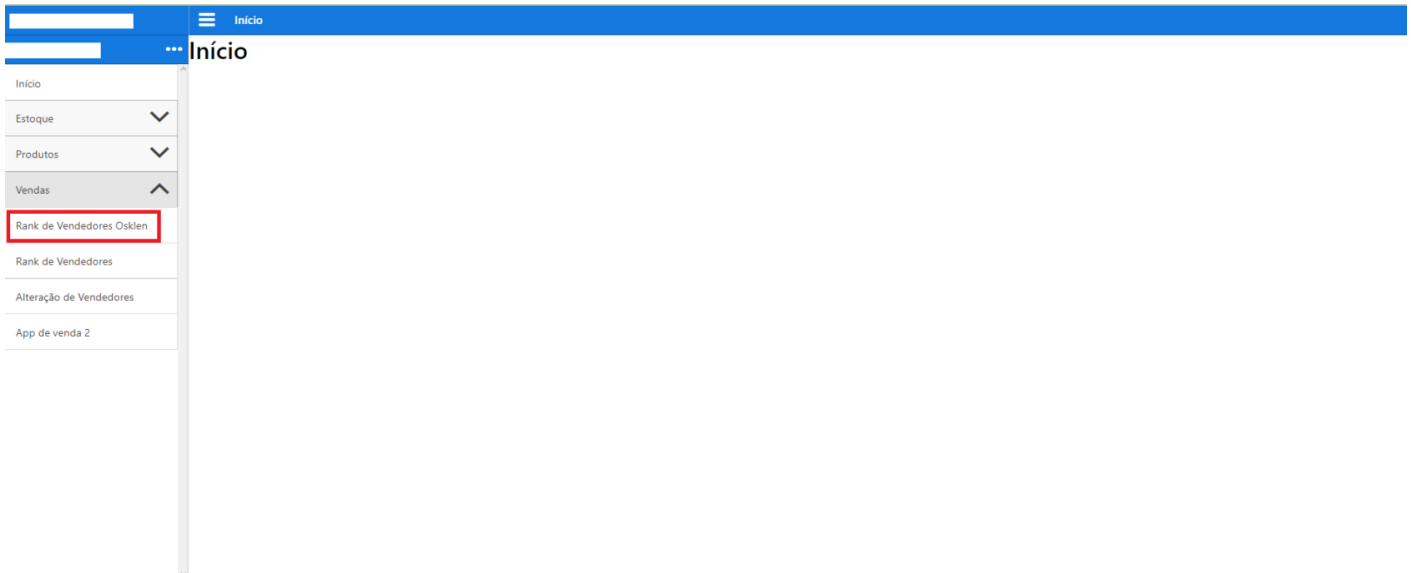 Início
Início
Início
Estoque
Produtos
Vendas
Rank de Vendedores Osklen
Rank de Vendedores
Alteração de Vendedores
App de venda 2